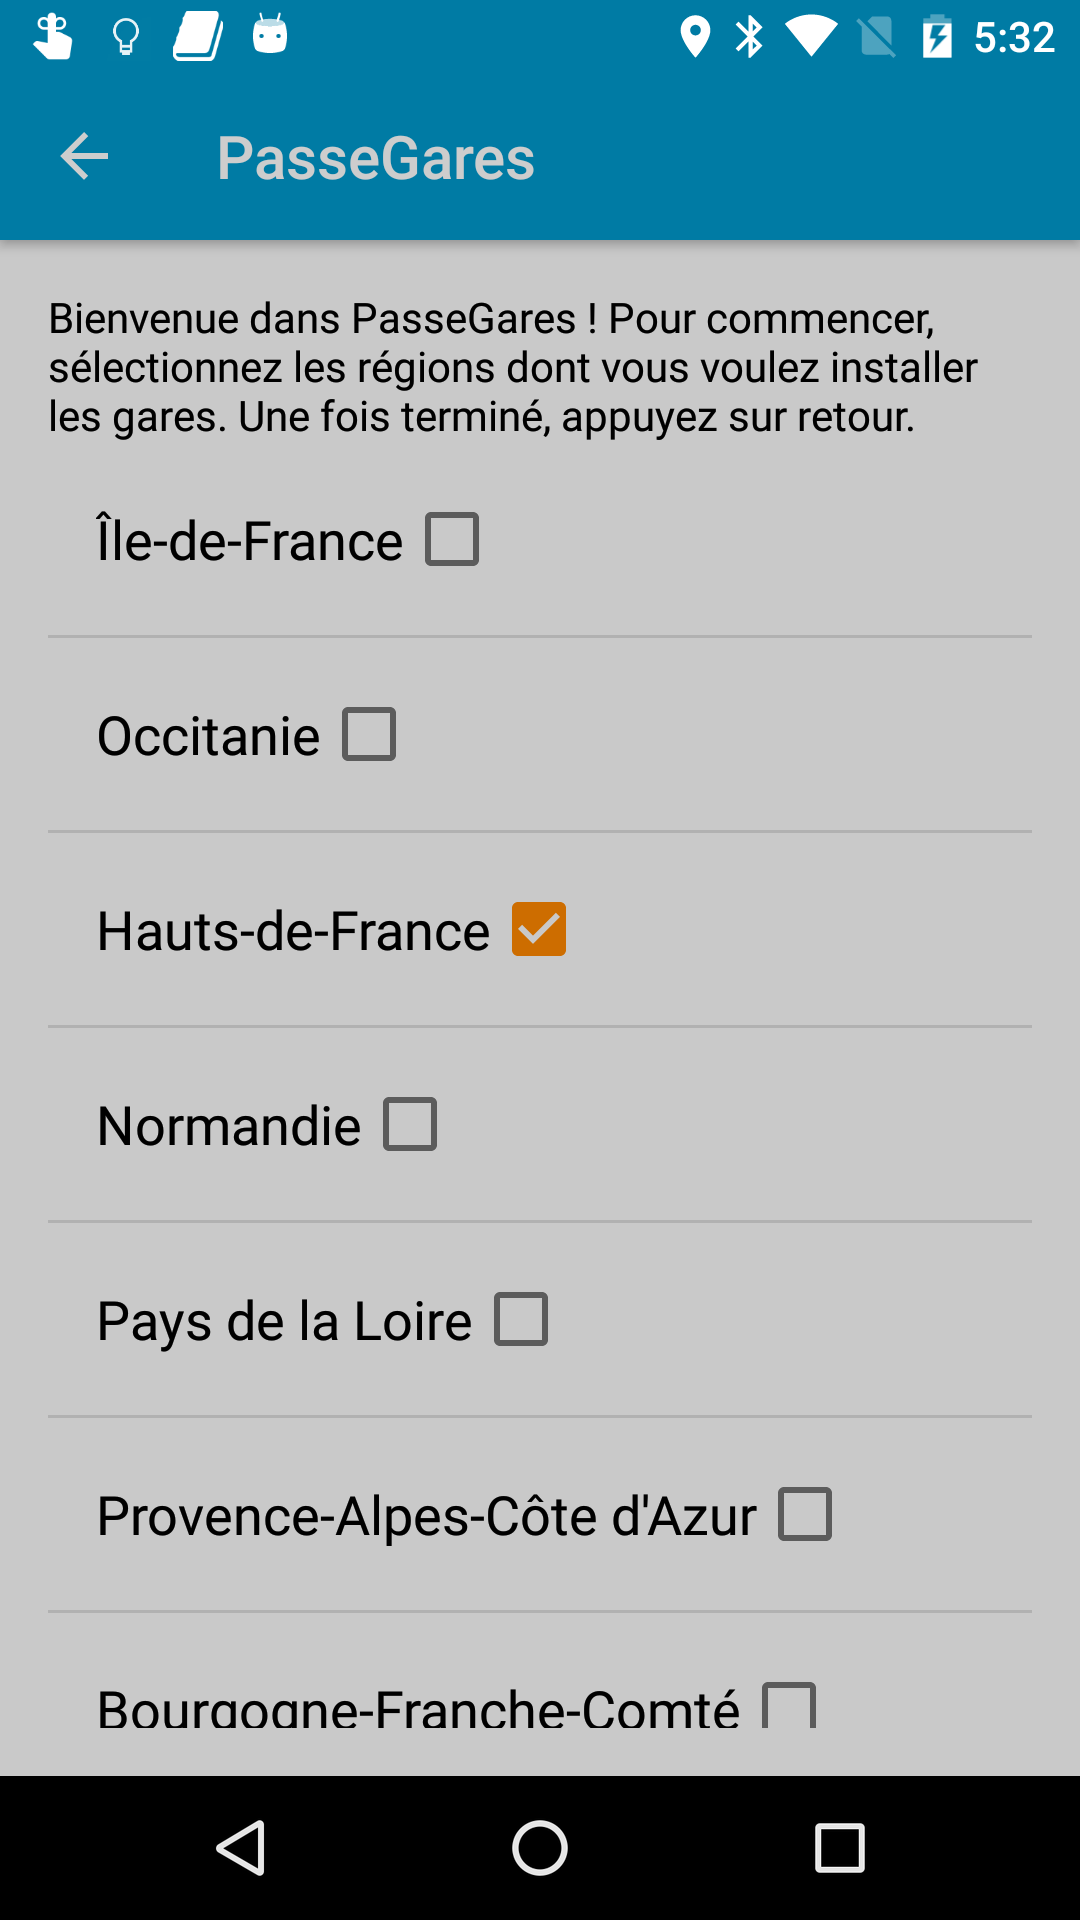 5:32
PasseGares
Bienvenue dans PasseGares ! Pour commencer,
sélectionnez les régions dont vous voulez installer
les gares. Une fois terminé, appuyez sur retour.
Île-de-France
Occitanie
Hauts-de-France
Normandie
Pays de la Loire
Provence-Alpes-Côte d'Azur
Bourgogne-Franche-Comté